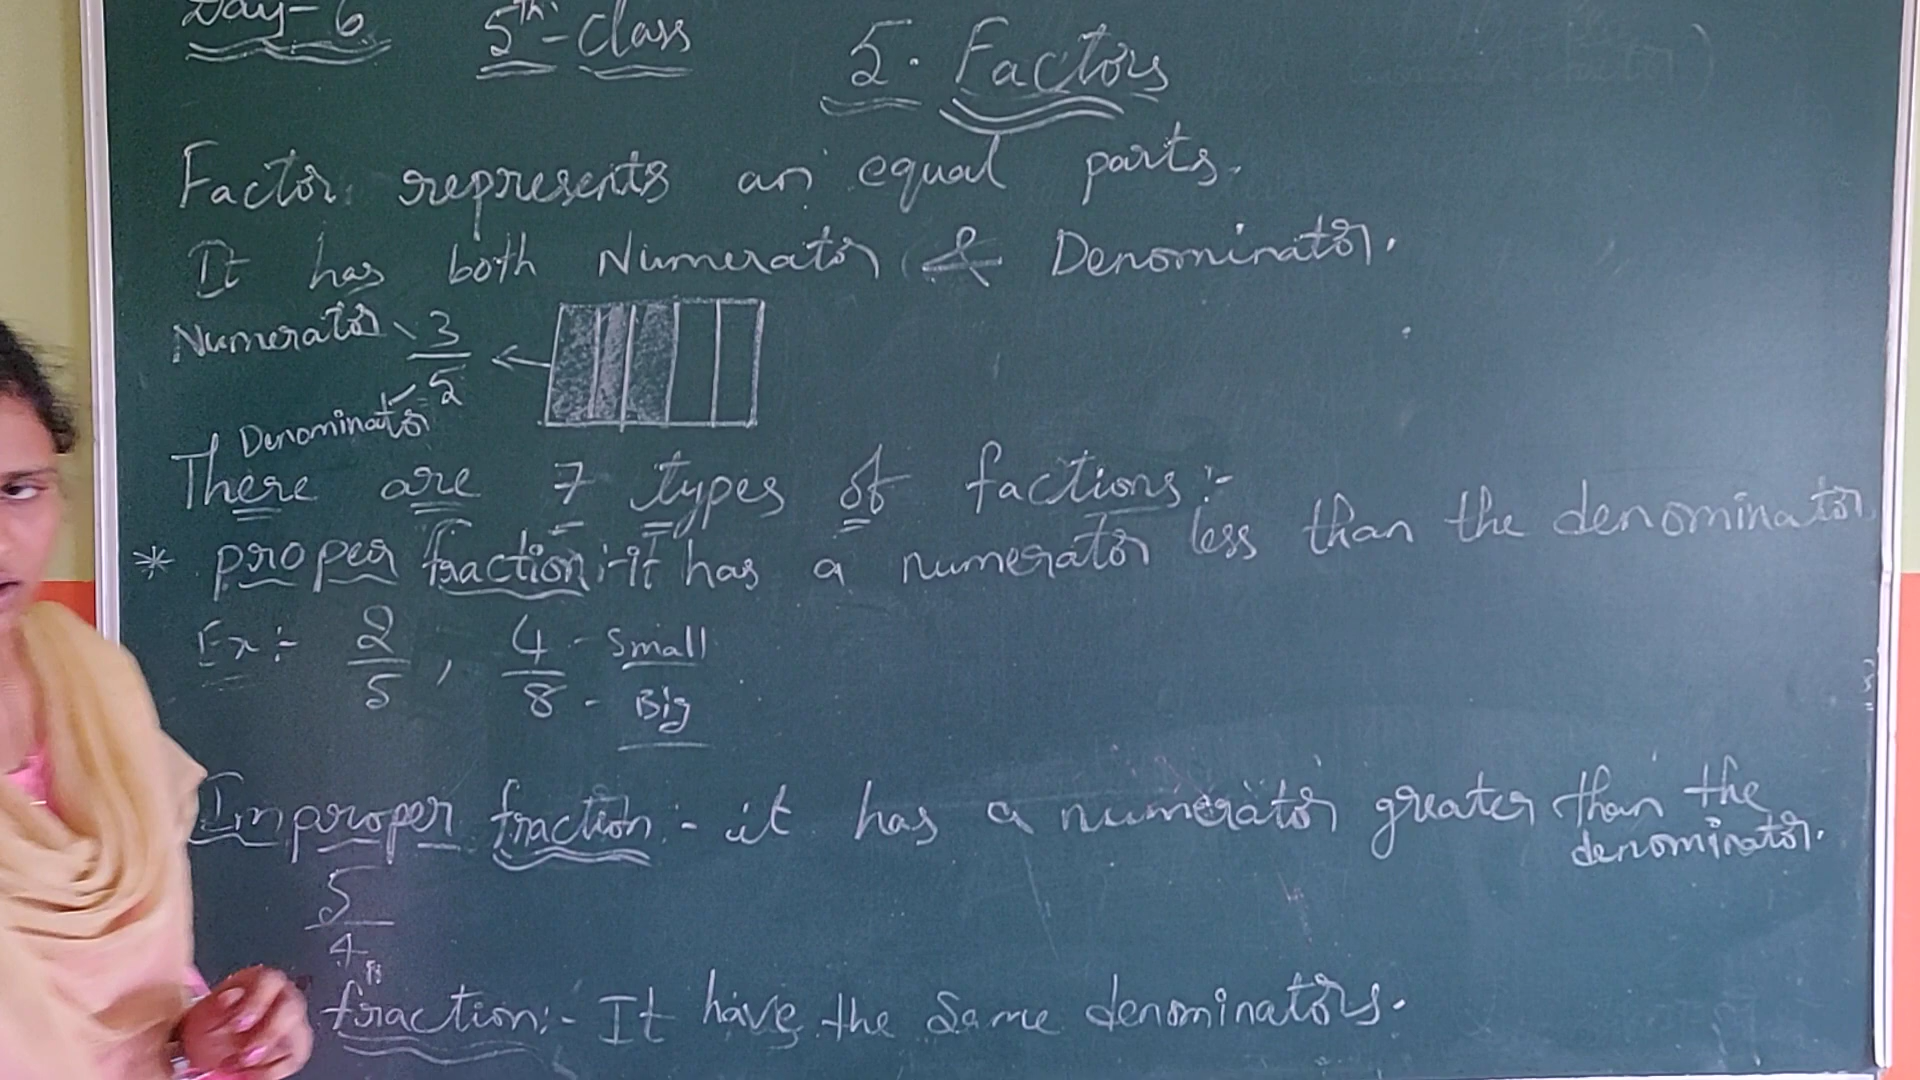 Day-6 5th-class
5. Factors
Factor represents an equal parts.
It has both Numerator & Denominator.
Numerator 3
5
Denominator
There are 7 types of factions:-
* proper fraction:-it has a numerator less than the denominator
Ex:- 2/5, 4/8 - Small
- Big
Improper fraction:- it has a numerator greater than the
denominator.
5
4
fraction:- It have the same denominators.